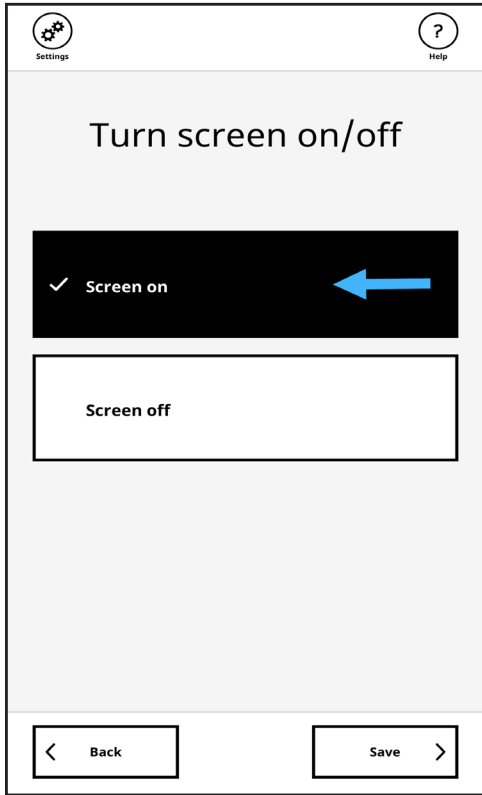 Settings
?
Help
Turn screen on/off
Screen on
Screen off
Back
Save